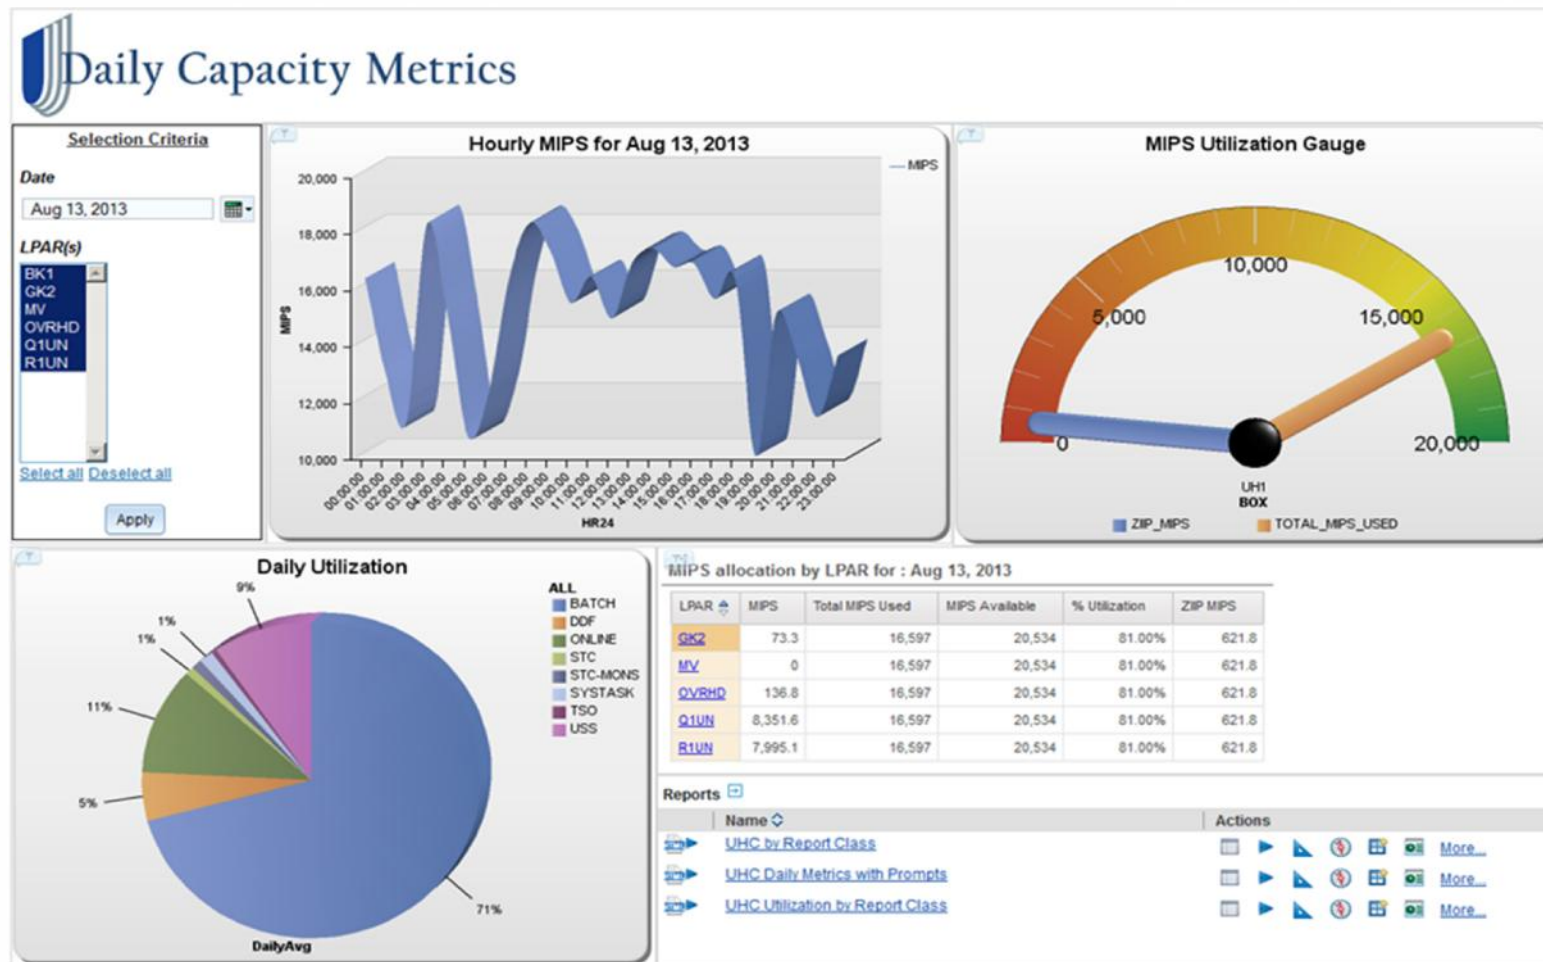 Daily Capacity Metrics
Selection Criteria
Date
Aug 13, 2013
LPAR(s)
BK1
GK2
MV
OVRHD
Q1UN
R1UN
Select all Deselect all
Apply
Hourly MIPS for Aug 13, 2013
MIPS
20,000
18,000
16,000
14,000
12,000
10,000
MIPS
00:00:00 01:00:00 02:00:00 03:00:00 04:00:00 05:00:00 06:00:00 07:00:00 08:00:00 09:00:00 10:00:00 11:00:00 12:00:00 13:00:00 14:00:00 15:00:00 16:00:00 17:00:00 18:00:00 19:00:00 20:00:00 21:00:00 22:00:00 23:00:00
HR24
MIPS Utilization Gauge
0
5,000
10,000
15,000
20,000
UH1
BOX
ZIIP_MIPS TOTAL_MIPS_USED
Daily Utilization
9%
1%
1%
11%
5%
71%
DailyAvg
ALL
BATCH
DDF
ONLINE
STC
STC-MONS
SYSTASK
TSO
USS
MIPS allocation by LPAR for : Aug 13, 2013
LPAR MIPS Total MIPS Used MIPS Available % Utilization ZIIP MIPS
GK2 73.3 16,597 20,534 81.00% 621.8
MV 0 16,597 20,534 81.00% 621.8
OVRHD 136.8 16,597 20,534 81.00% 621.8
Q1UN 8,351.6 16,597 20,534 81.00% 621.8
R1UN 7,995.1 16,597 20,534 81.00% 621.8
Reports
Name Actions
UHC by Report Class More...
UHC Daily Metrics with Prompts More...
UHC Utilization by Report Class More...